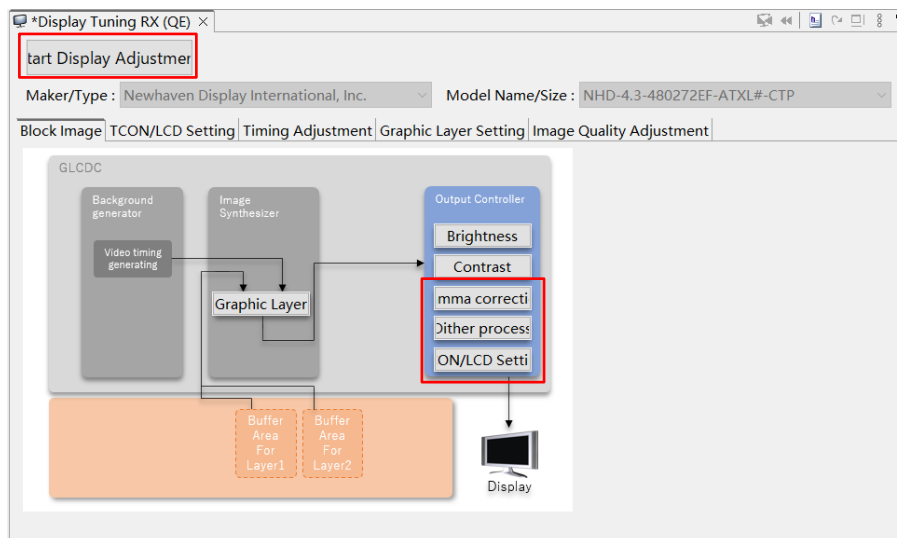 *Display Tuning RX (QE)
tart Display Adjustmer
Maker/Type : Newhaven Display International, Inc. Model Name/Size : NHD-4.3-480272EF-ATXL#-CTP
Block Image TCON/LCD Setting Timing Adjustment Graphic Layer Setting Image Quality Adjustment
GLCDC
Background
generator
Image
Synthesizer
Output Controller
Video timing
generating
Graphic Layer
Brightness
Contrast
mma correcti
Dither process
ON/LCD Setti
Buffer
Area
For
Layer1
Buffer
Area
For
Layer2
Display